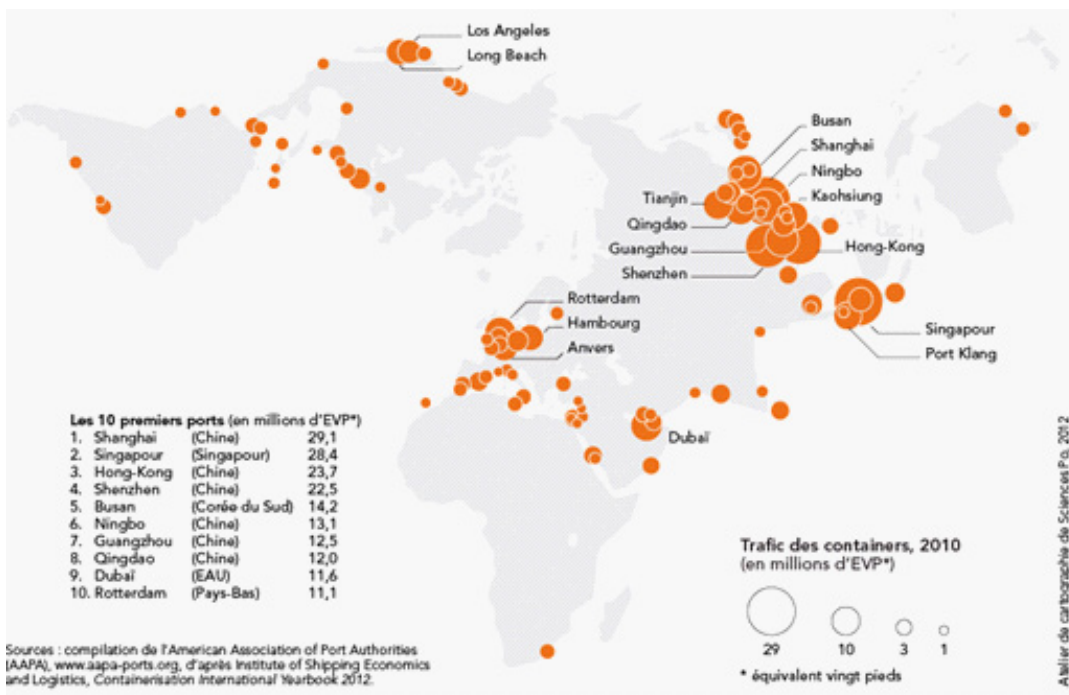 Los Angeles
Long Beach
Busan
Shanghai
Ningbo
Kaohsiung
Tianjin
Qingdao
Guangzhou
Hong-Kong
Shenzhen
Rotterdam
Hambourg
Anvers
Singapour
Port Klang
Dubaï
Les 10 premiers ports (en millions d'EVP*)
1. Shanghai (Chine) 29,1
2. Singapour (Singapour) 28,4
3. Hong-Kong (Chine) 23,7
4. Shenzhen (Chine) 22,5
5. Busan (Corée du Sud) 14,2
6. Ningbo (Chine) 13,1
7. Guangzhou (Chine) 12,5
8. Qingdao (Chine) 12,0
9. Dubaï (EAU) 11,6
10. Rotterdam (Pays-Bas) 11,1
Trafic des containers, 2010
(en millions d'EVP*)
29 10 3 1
* équivalent vingt pieds
Sources : compilation de l'American Association of Port Authorities
(AAPA), www.aapa-ports.org, d'après Institute of Shipping Economics
and Logistics, Containerisation International Yearbook 2012.
Atelier de cartographie de Sciences Po, 2012